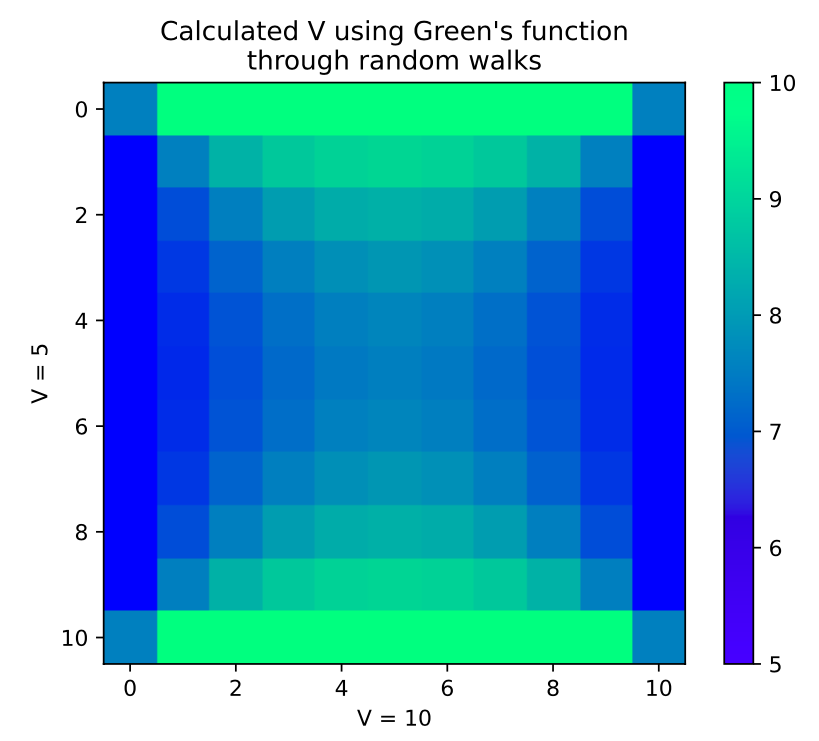 Calculated V using Green's function
through random walks
0
2
4
6
8
10
V = 5
0 2 4 6 8 10
V = 10
10
9
8
7
6
5